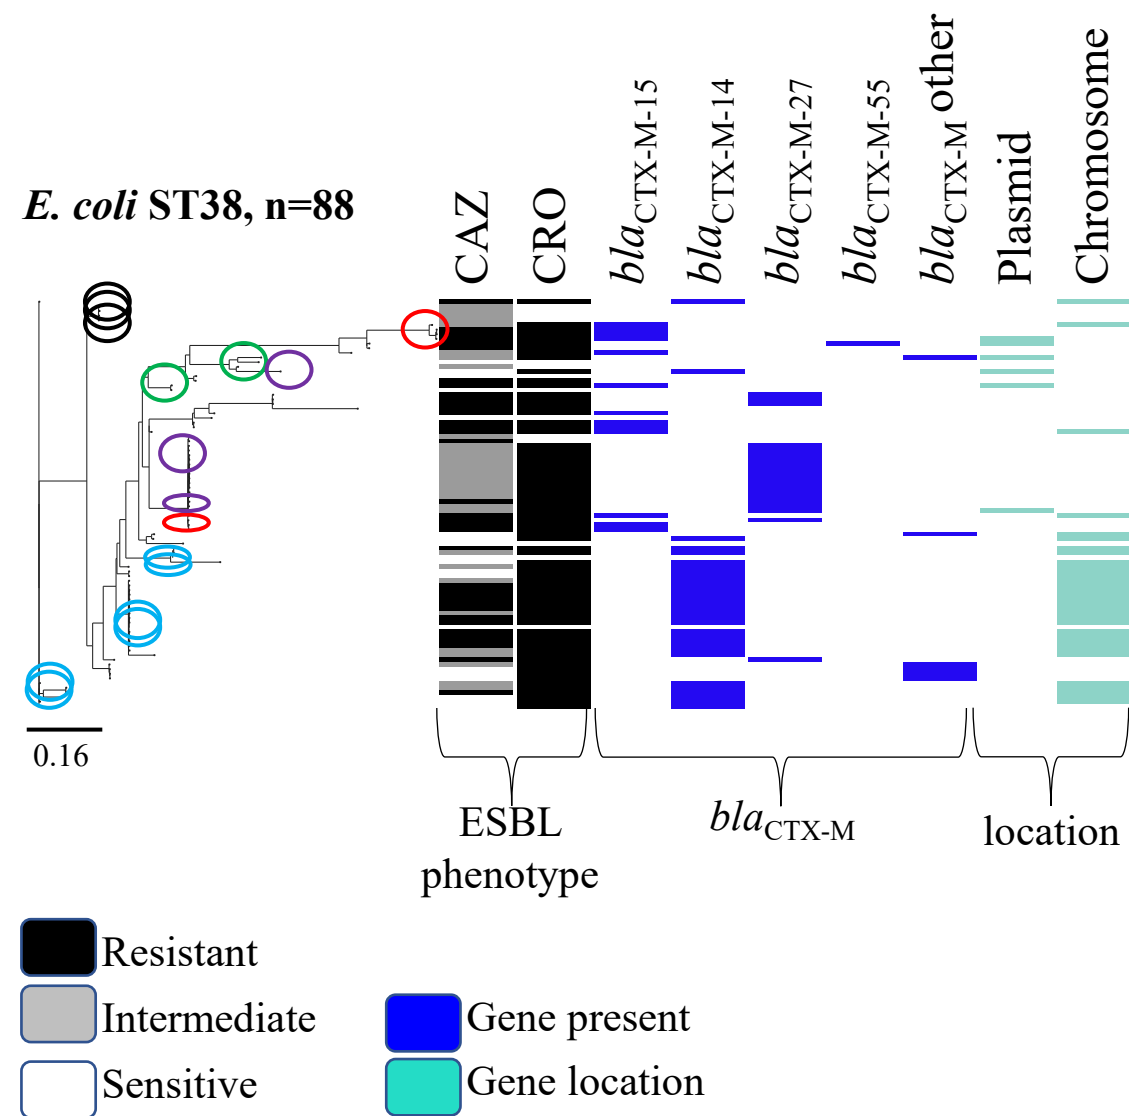 E. coli ST38, n=88
CAZ
CRO
blaCTX-M-15
blaCTX-M-14
blaCTX-M-27
blaCTX-M-55
blaCTX-M other
Plasmid
Chromosome
0.16
ESBL
phenotype
blaCTX-M
location
Resistant
Intermediate
Sensitive
Gene present
Gene location